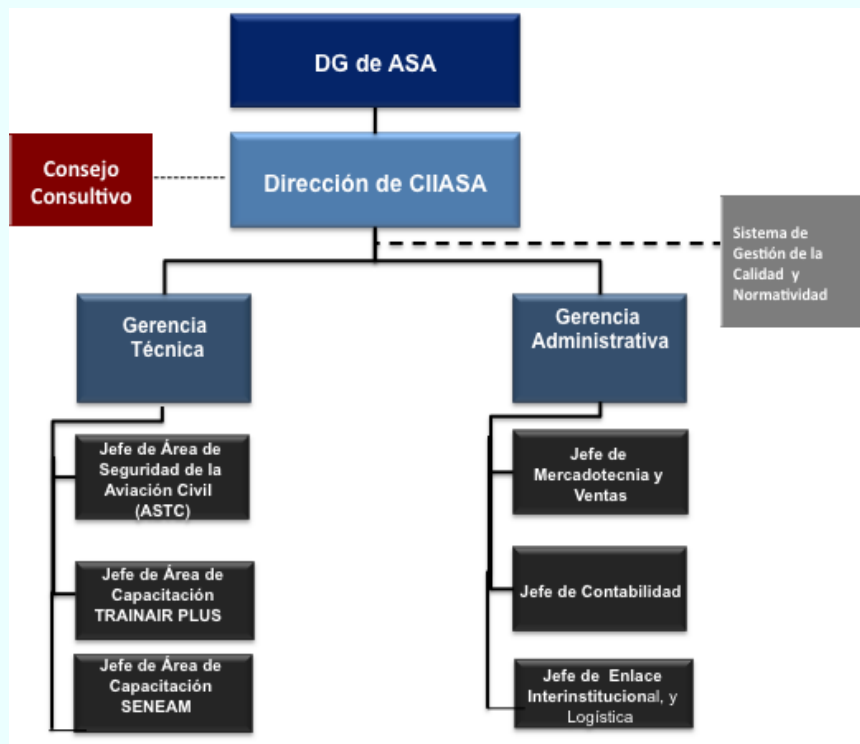 DG de ASA
Consejo
Consultivo
Dirección de CIIASA
Sistema de
Gestión de la
Calidad y
Normatividad
Gerencia
Técnica
Gerencia
Administrativa
Jefe de Área de
Seguridad de la
Aviación Civil
(ASTC)
Jefe de Área de
Capacitación
TRAINAIR PLUS
Jefe de Área de
Capacitación
SENEAM
Jefe de
Mercadotecnia y
Ventas
Jefe de Contabilidad
Jefe de Enlace
Interinstitucional, y
Logística